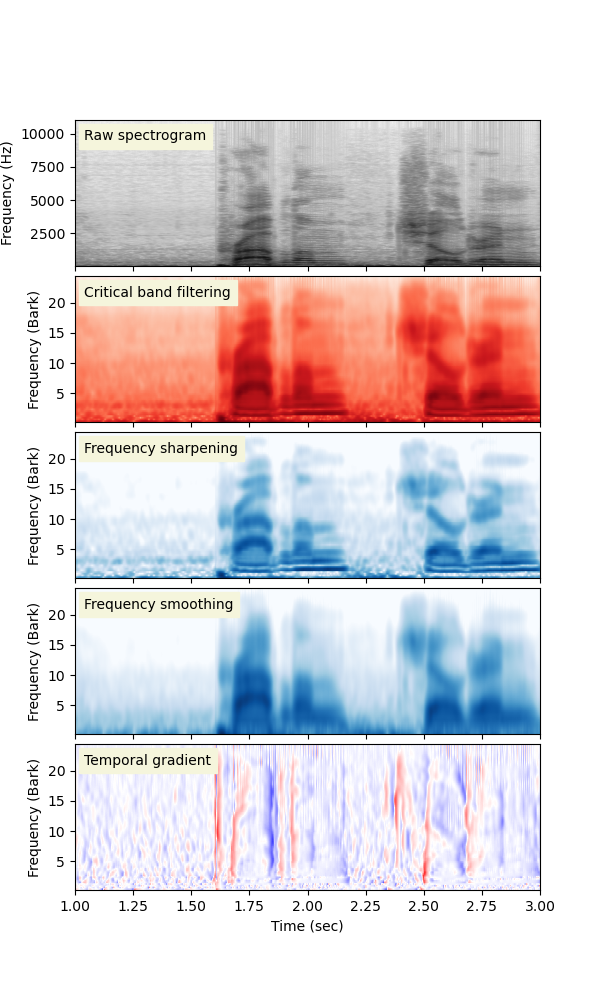 Raw spectrogram
Frequency (Hz)
10000
7500
5000
2500
Critical band filtering
Frequency (Bark)
20
15
10
5
Frequency sharpening
Frequency (Bark)
20
15
10
5
Frequency smoothing
Frequency (Bark)
20
15
10
5
Temporal gradient
Frequency (Bark)
20
15
10
5
1.00 1.25 1.50 1.75 2.00 2.25 2.50 2.75 3.00
Time (sec)